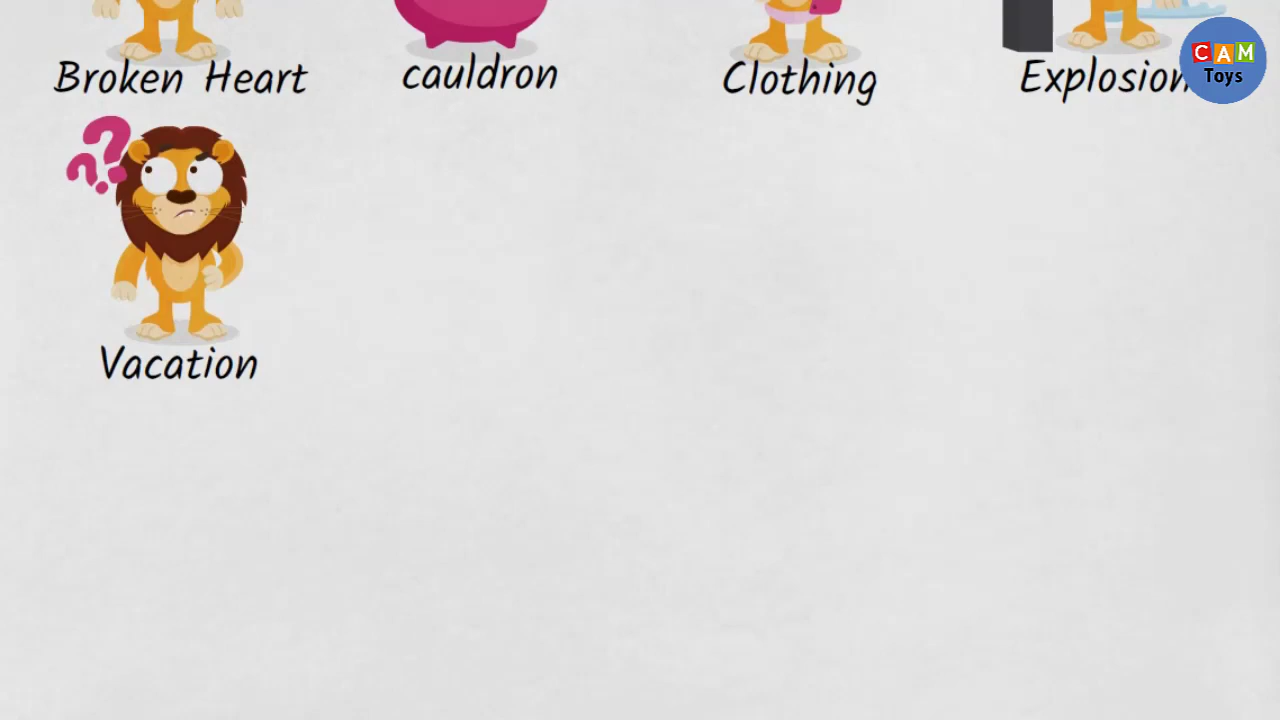 Broken Heart
cauldron
Clothing
Explosion
CAM
Toys
??
Vacation